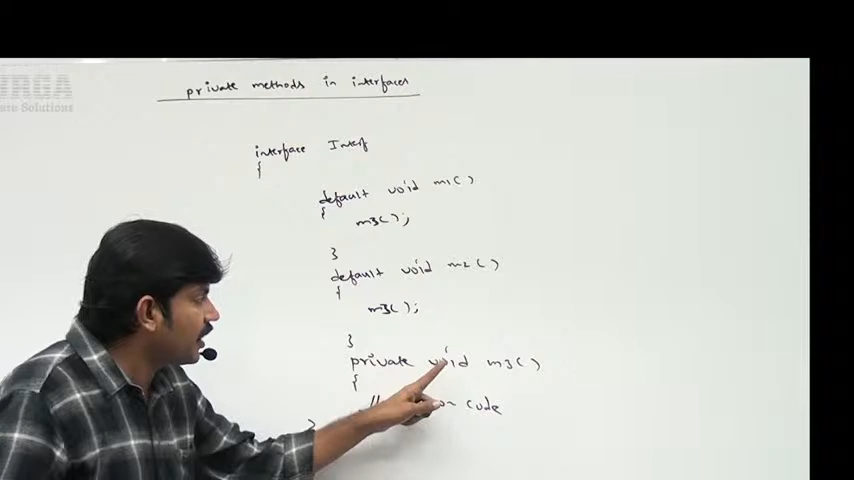 private methods in interfaces
interface Interf
{
default void m1()
{
m3();
}
default void m2()
{
m3();
}
private void m3()
{
// code
}